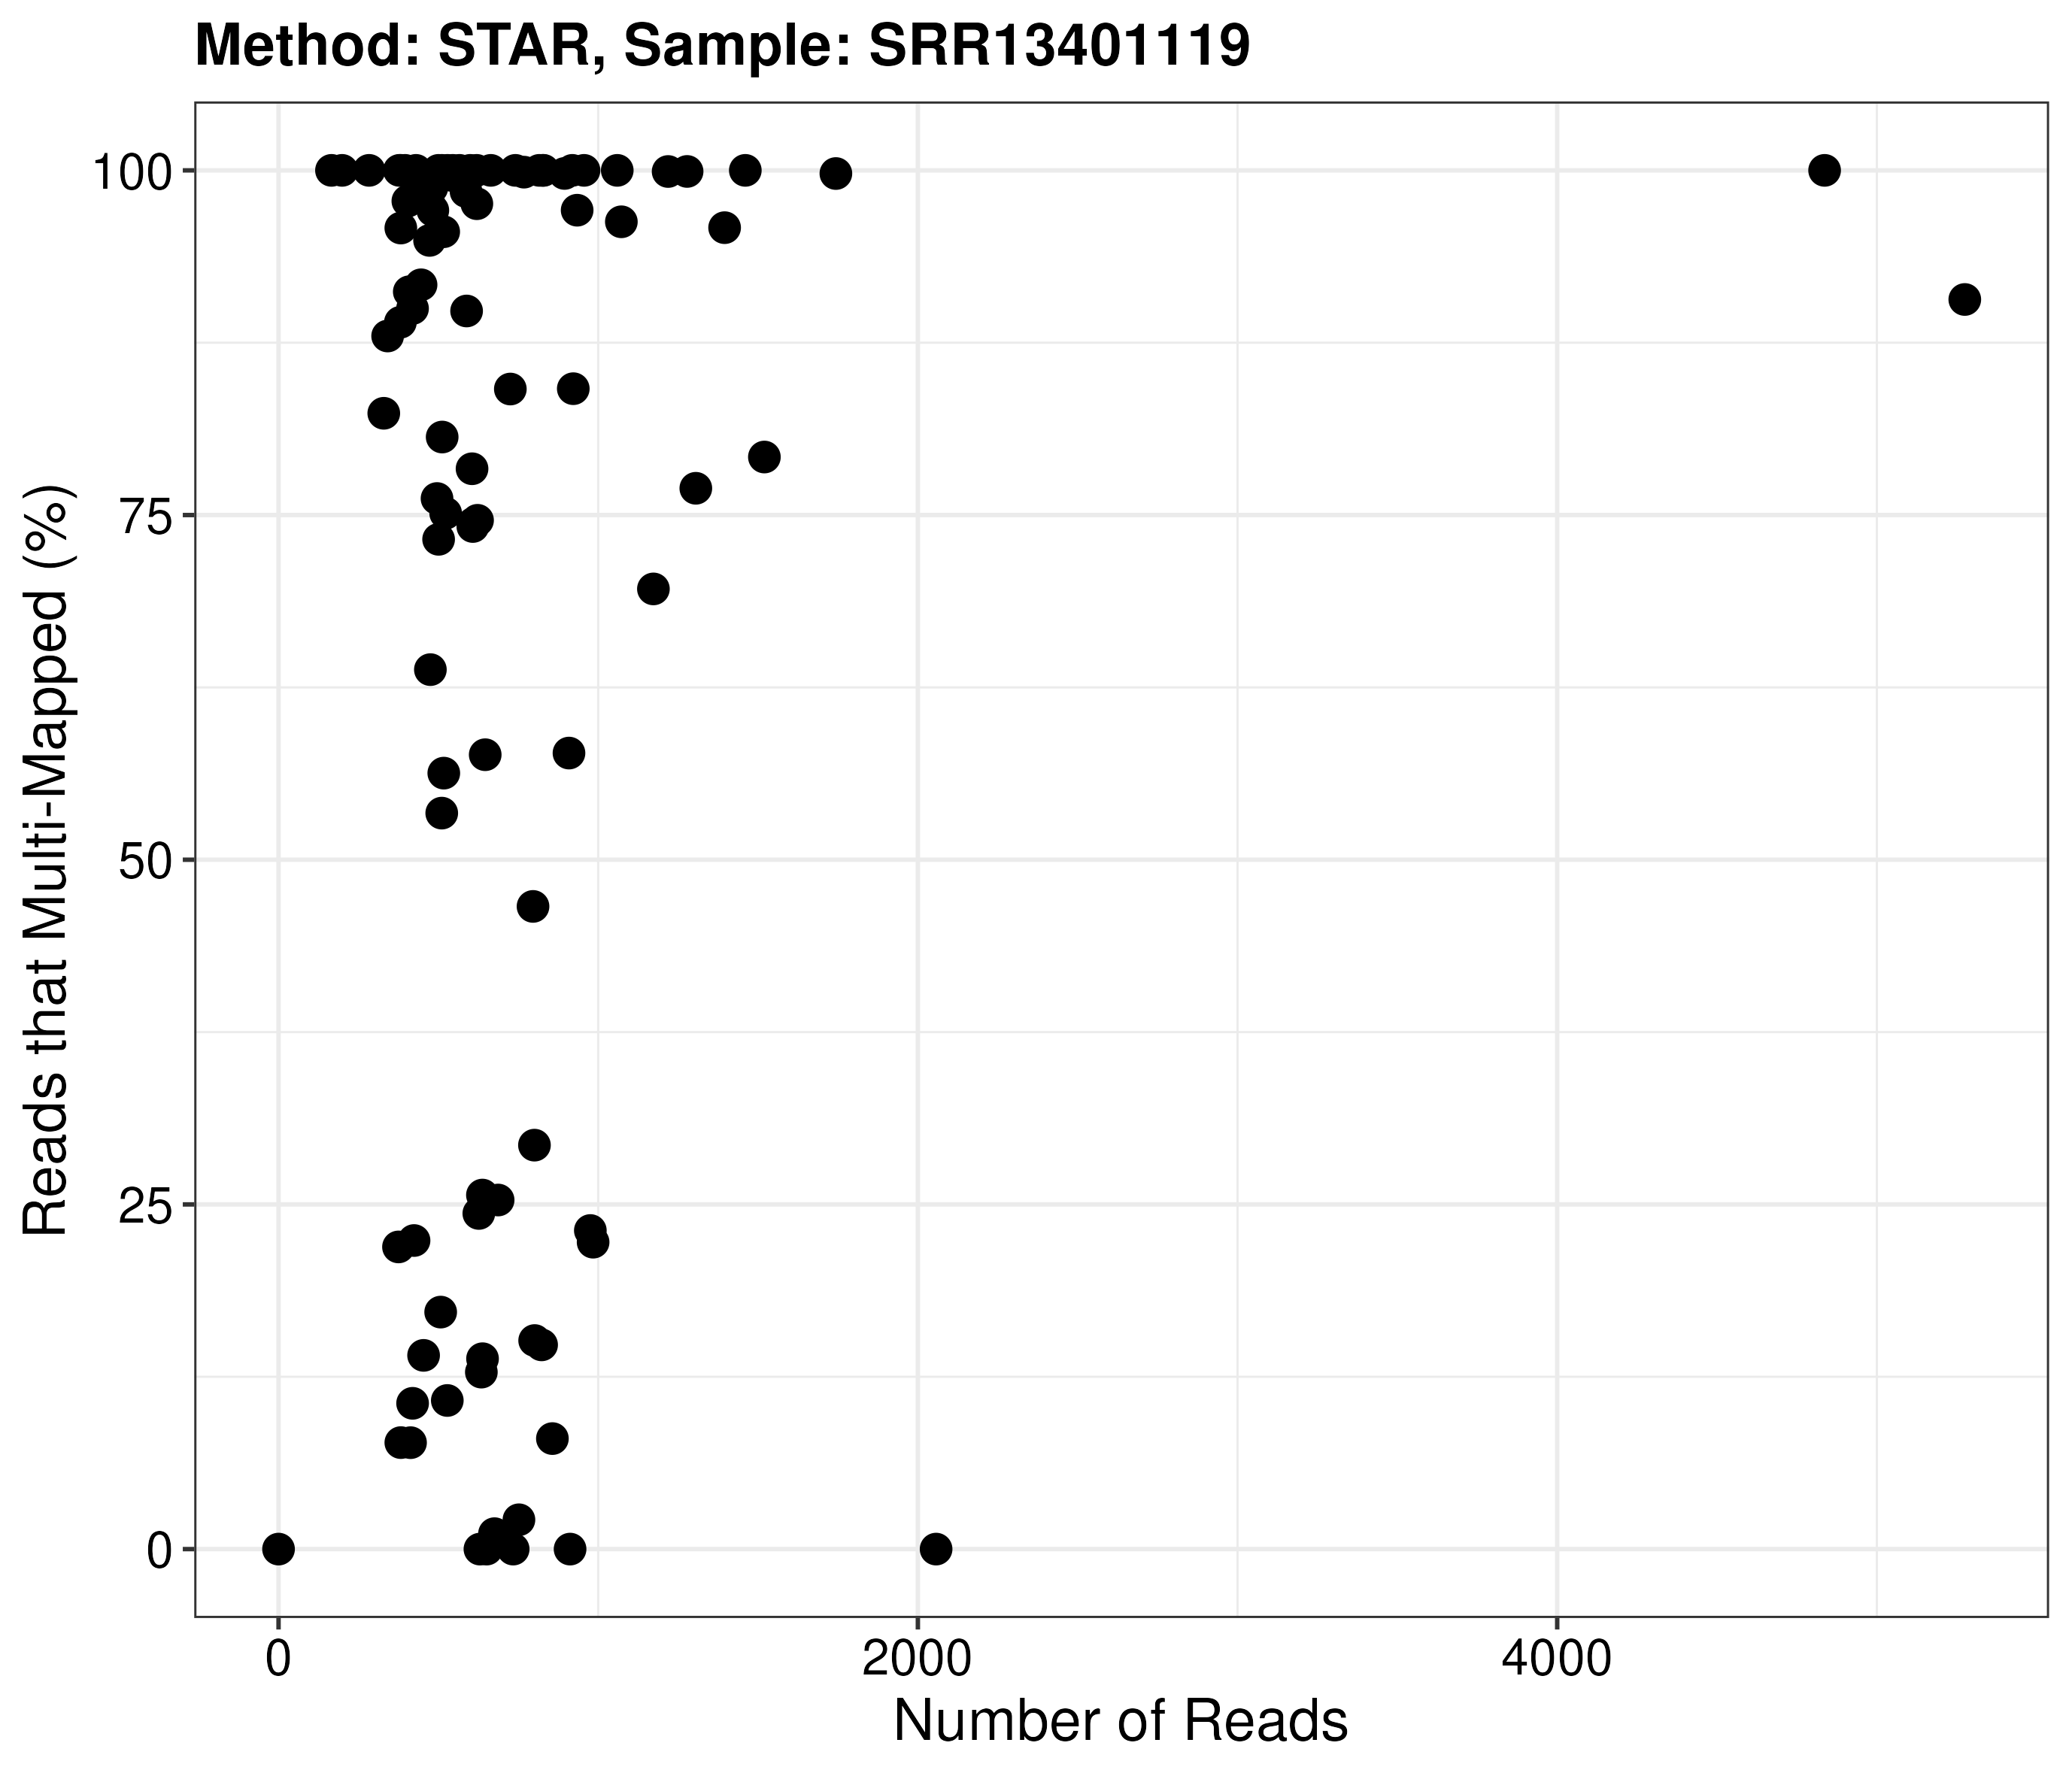 Method: STAR, Sample: SRR13401119
100
75
50
25
0
Reads that Multi-Mapped (%)
0
2000
4000
Number of Reads